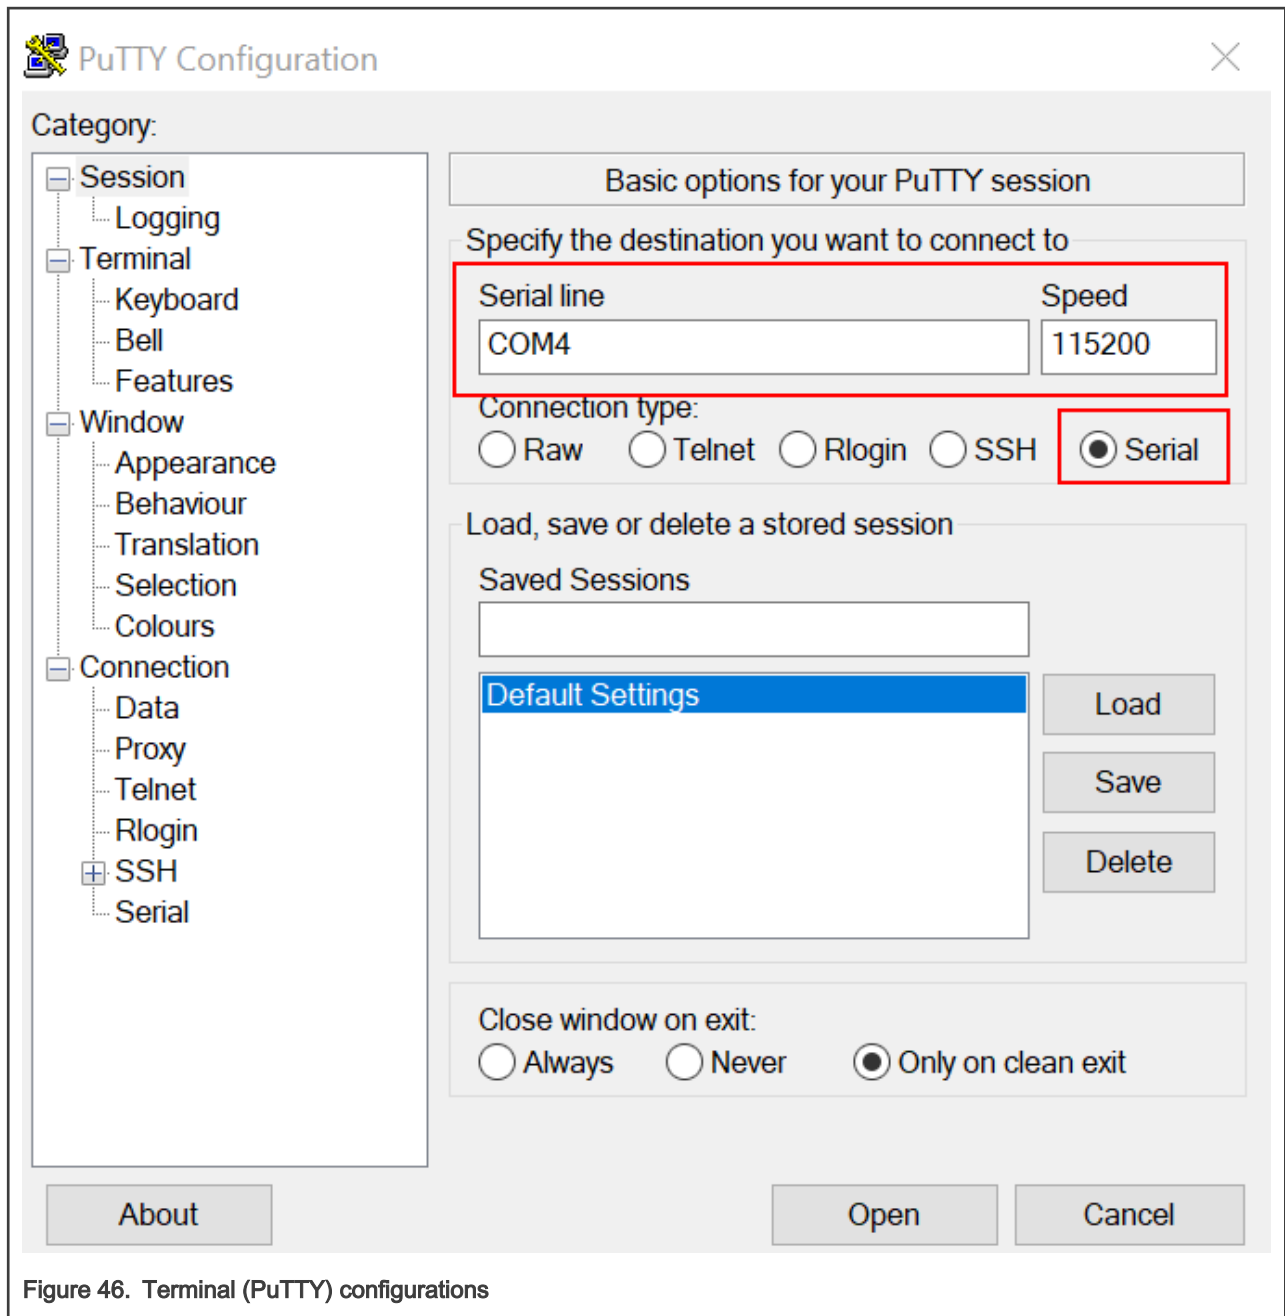 PuTTY Configuration
Category:
Session
Logging
Terminal
Keyboard
Bell
Features
Window
Appearance
Behaviour
Translation
Selection
Colours
Connection
Data
Proxy
Telnet
Rlogin
SSH
Serial
Basic options for your PuTTY session
Specify the destination you want to connect to
Serial line Speed
COM4 115200
Connection type:
Raw Telnet Rlogin SSH Serial
Load, save or delete a stored session
Saved Sessions
Default Settings
Load
Save
Delete
Close window on exit:
Always Never Only on clean exit
About Open Cancel
Figure 46. Terminal (PuTTY) configurations